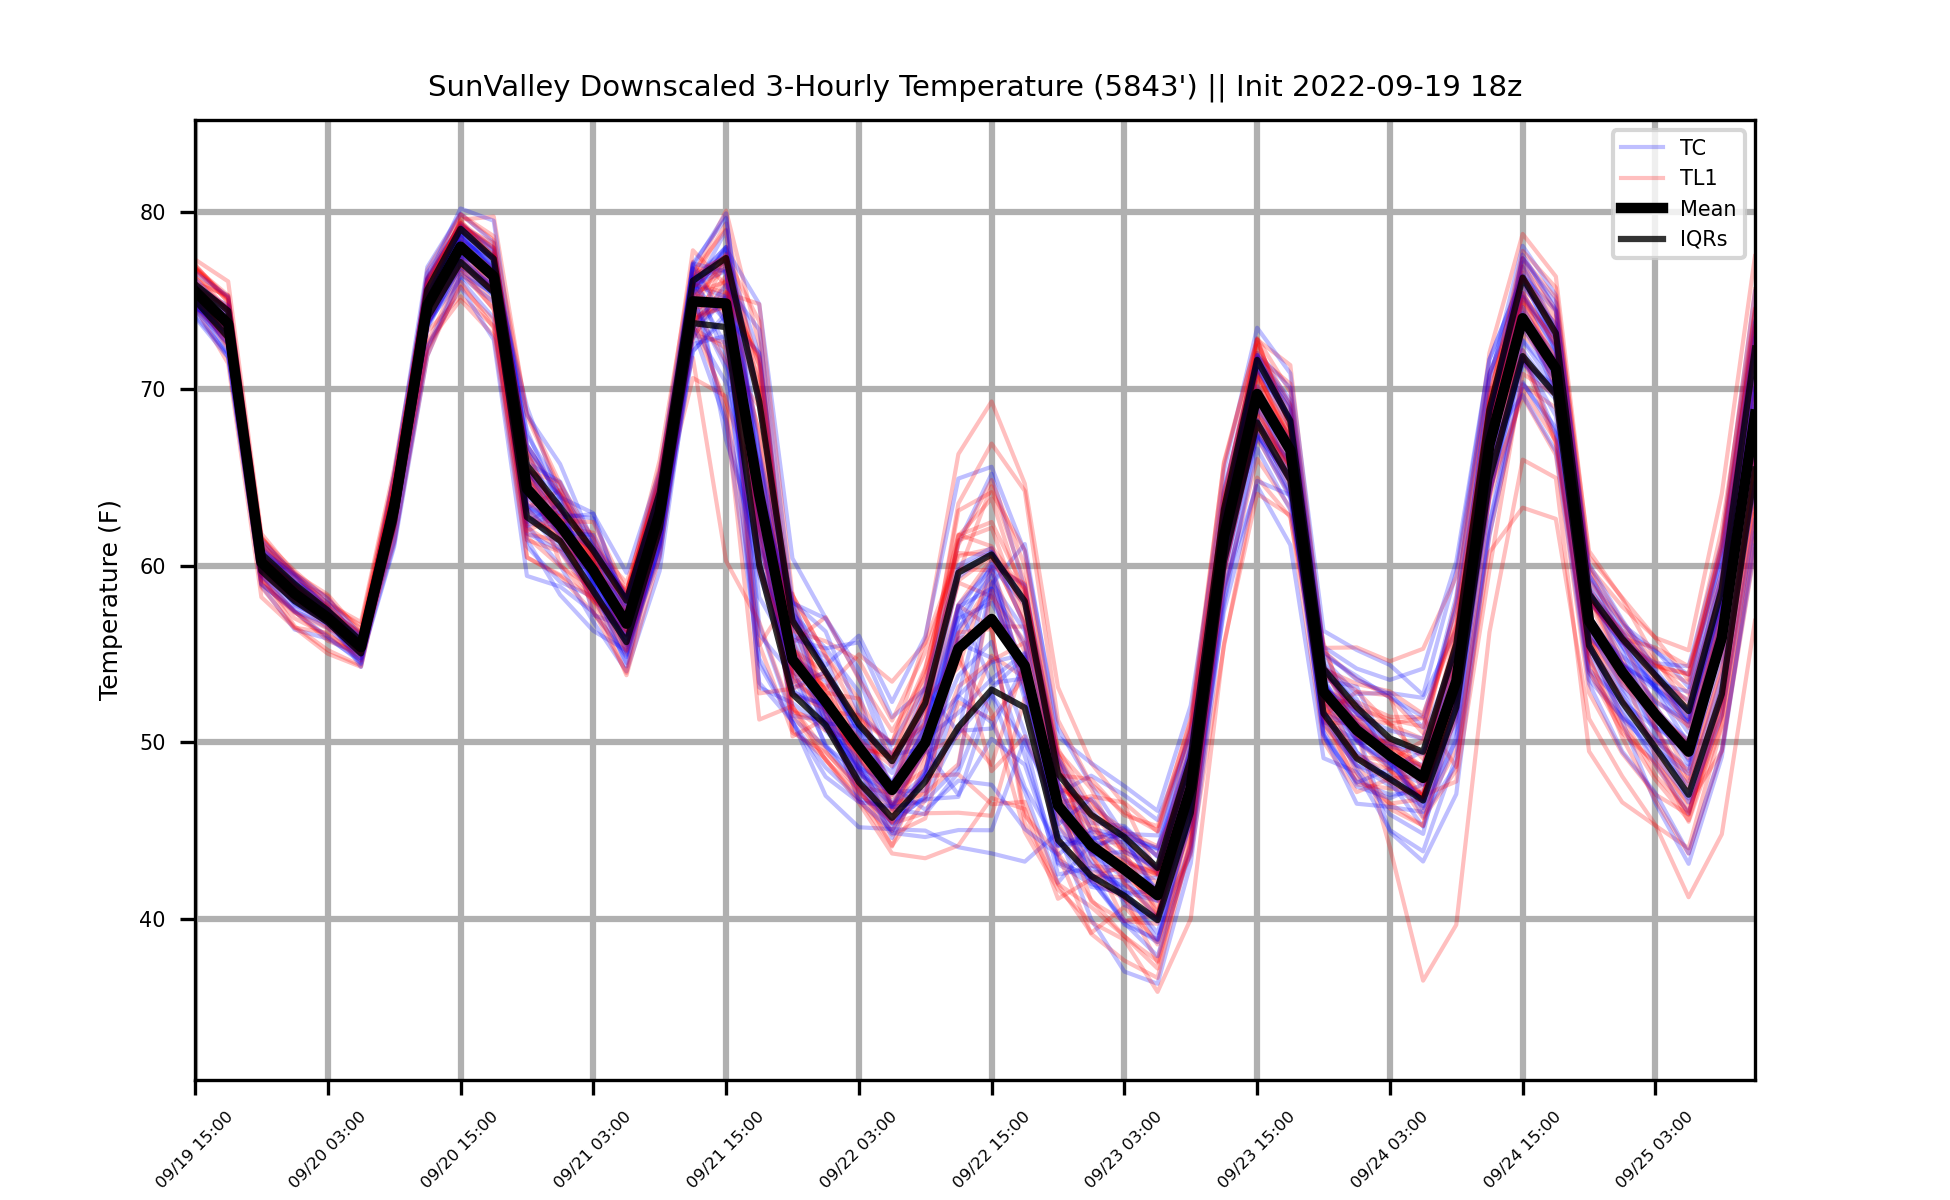 SunValley Downscaled 3-Hourly Temperature (5843') || Init 2022-09-19 18z
TC
TL1
Mean
IQRs
Temperature (F)
80
70
60
50
40
09/19 15:00
09/20 03:00
09/20 15:00
09/21 03:00
09/21 15:00
09/22 03:00
09/22 15:00
09/23 03:00
09/23 15:00
09/24 03:00
09/24 15:00
09/25 03:00